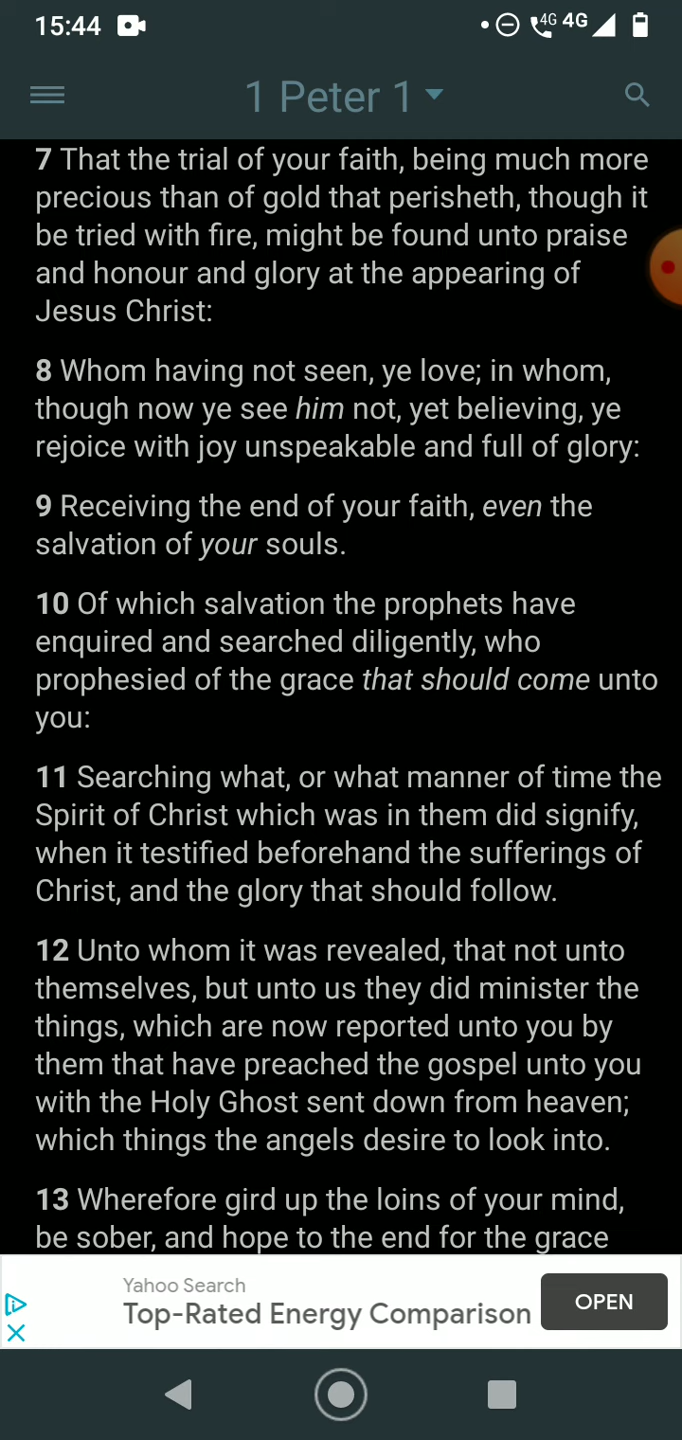 15:44
4G 4G
1 Peter 1
7 That the trial of your faith, being much more
precious than of gold that perisheth, though it
be tried with fire, might be found unto praise
and honour and glory at the appearing of
Jesus Christ:
8 Whom having not seen, ye love; in whom,
though now ye see him not, yet believing, ye
rejoice with joy unspeakable and full of glory:
9 Receiving the end of your faith, even the
salvation of your souls.
10 Of which salvation the prophets have
enquired and searched diligently, who
prophesied of the grace that should come unto
you:
11 Searching what, or what manner of time the
Spirit of Christ which was in them did signify,
when it testified beforehand the sufferings of
Christ, and the glory that should follow.
12 Unto whom it was revealed, that not unto
themselves, but unto us they did minister the
things, which are now reported unto you by
them that have preached the gospel unto you
with the Holy Ghost sent down from heaven;
which things the angels desire to look into.
13 Wherefore gird up the loins of your mind,
be sober, and hope to the end for the grace
Yahoo Search
Top-Rated Energy Comparison
OPEN